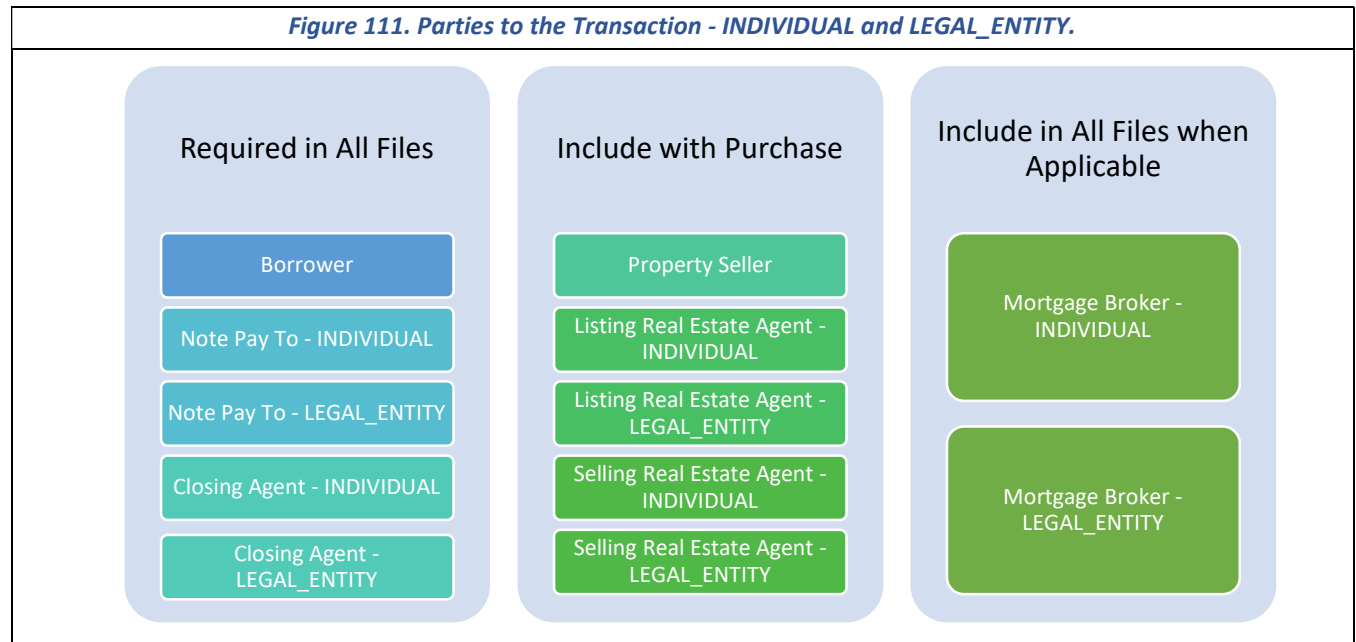 Figure 111. Parties to the Transaction - INDIVIDUAL and LEGAL_ENTITY.
Required in All Files
Borrower
Note Pay To - INDIVIDUAL
Note Pay To - LEGAL_ENTITY
Closing Agent - INDIVIDUAL
Closing Agent -
LEGAL_ENTITY
Include with Purchase
Property Seller
Listing Real Estate Agent -
INDIVIDUAL
Listing Real Estate Agent -
LEGAL_ENTITY
Selling Real Estate Agent -
INDIVIDUAL
Selling Real Estate Agent -
LEGAL_ENTITY
Include in All Files when
Applicable
Mortgage Broker -
INDIVIDUAL
Mortgage Broker -
LEGAL_ENTITY